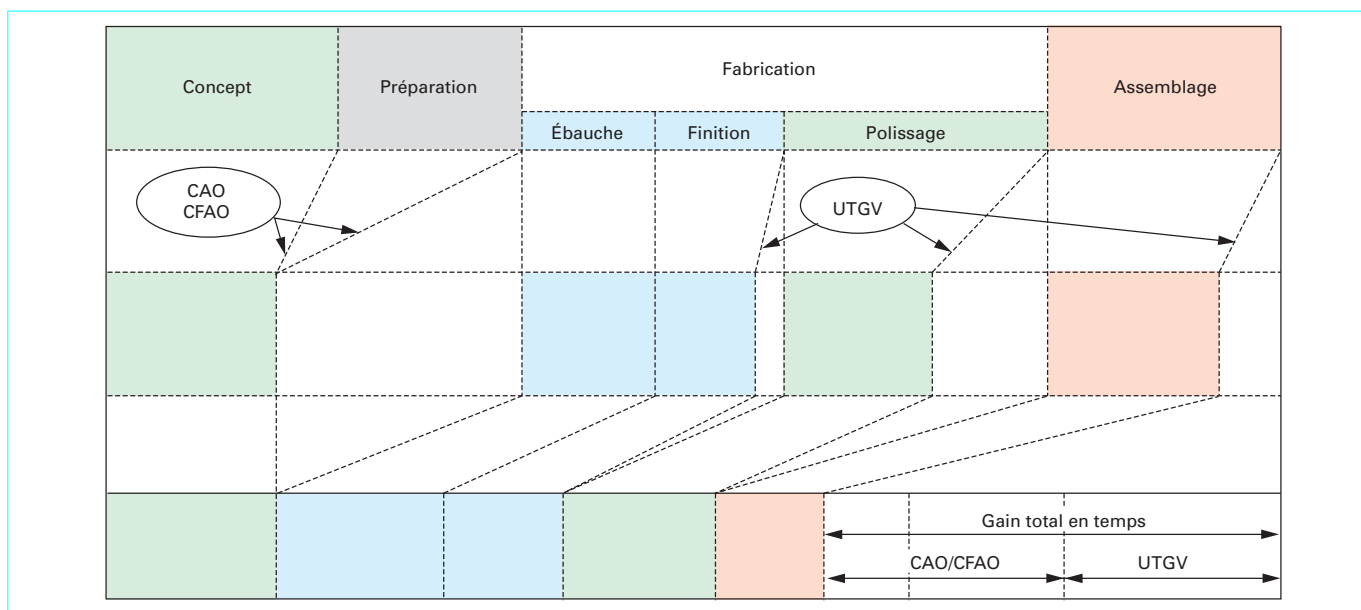 Concept
Préparation
Fabrication
Assemblage
Ébauche
Finition
Polissage
CAO
CFAO
UTGV
Gain total en temps
CAO/CFAO
UTGV